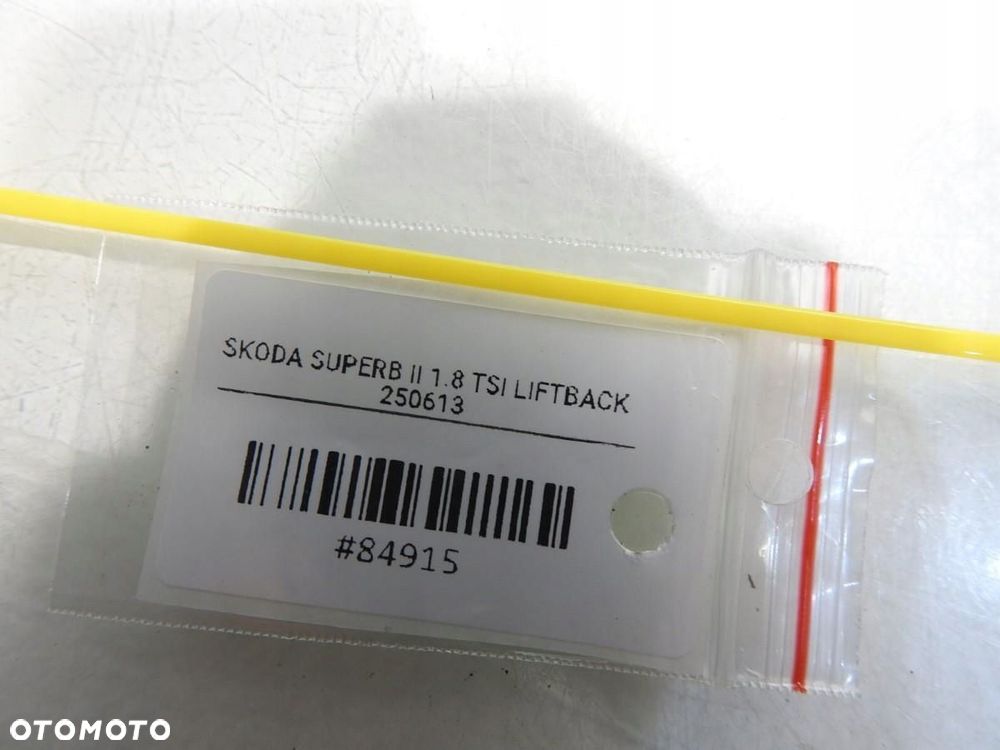 SKODA SUPERB II 1.8 TSI LIFTBACK
250613
#84915
OTOMOTO